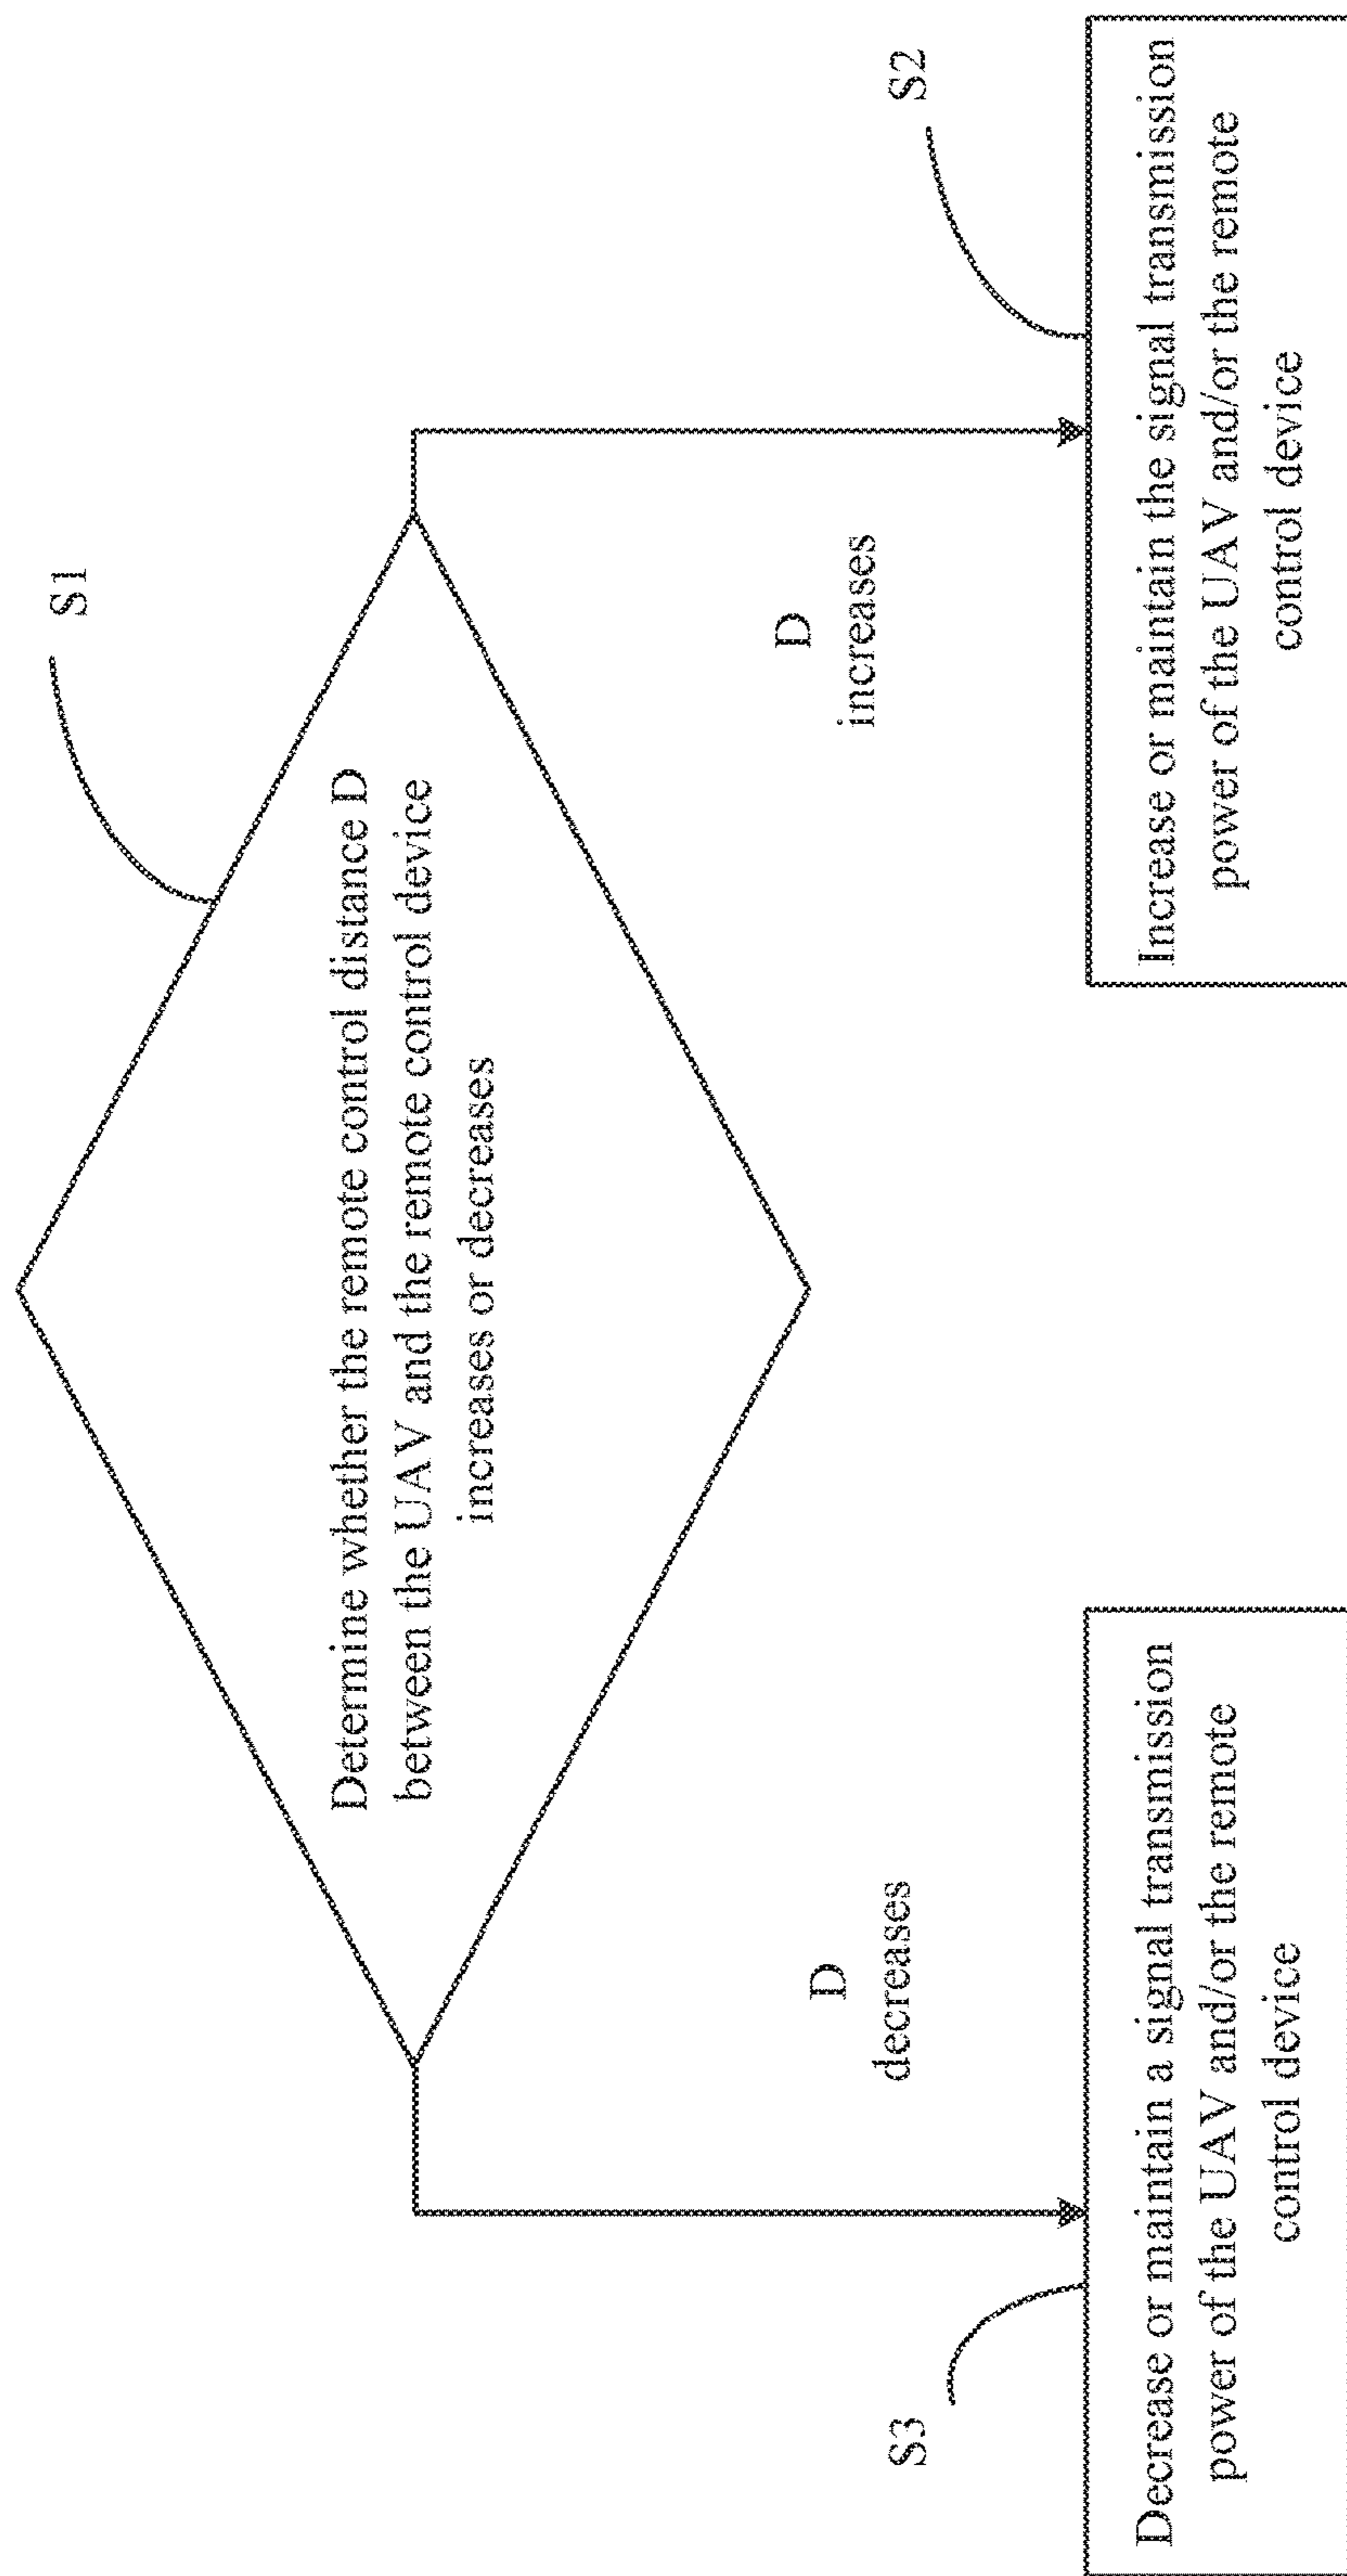 S1
Determine whether the remote control distance D
between the UAV and the remote control device
increases or decreases
D
decreases
D
increases
S3
S2
Decrease or maintain a signal transmission
power of the UAV and/or the remote
control device
Increase or maintain the signal transmission
power of the UAV and/or the remote
control device